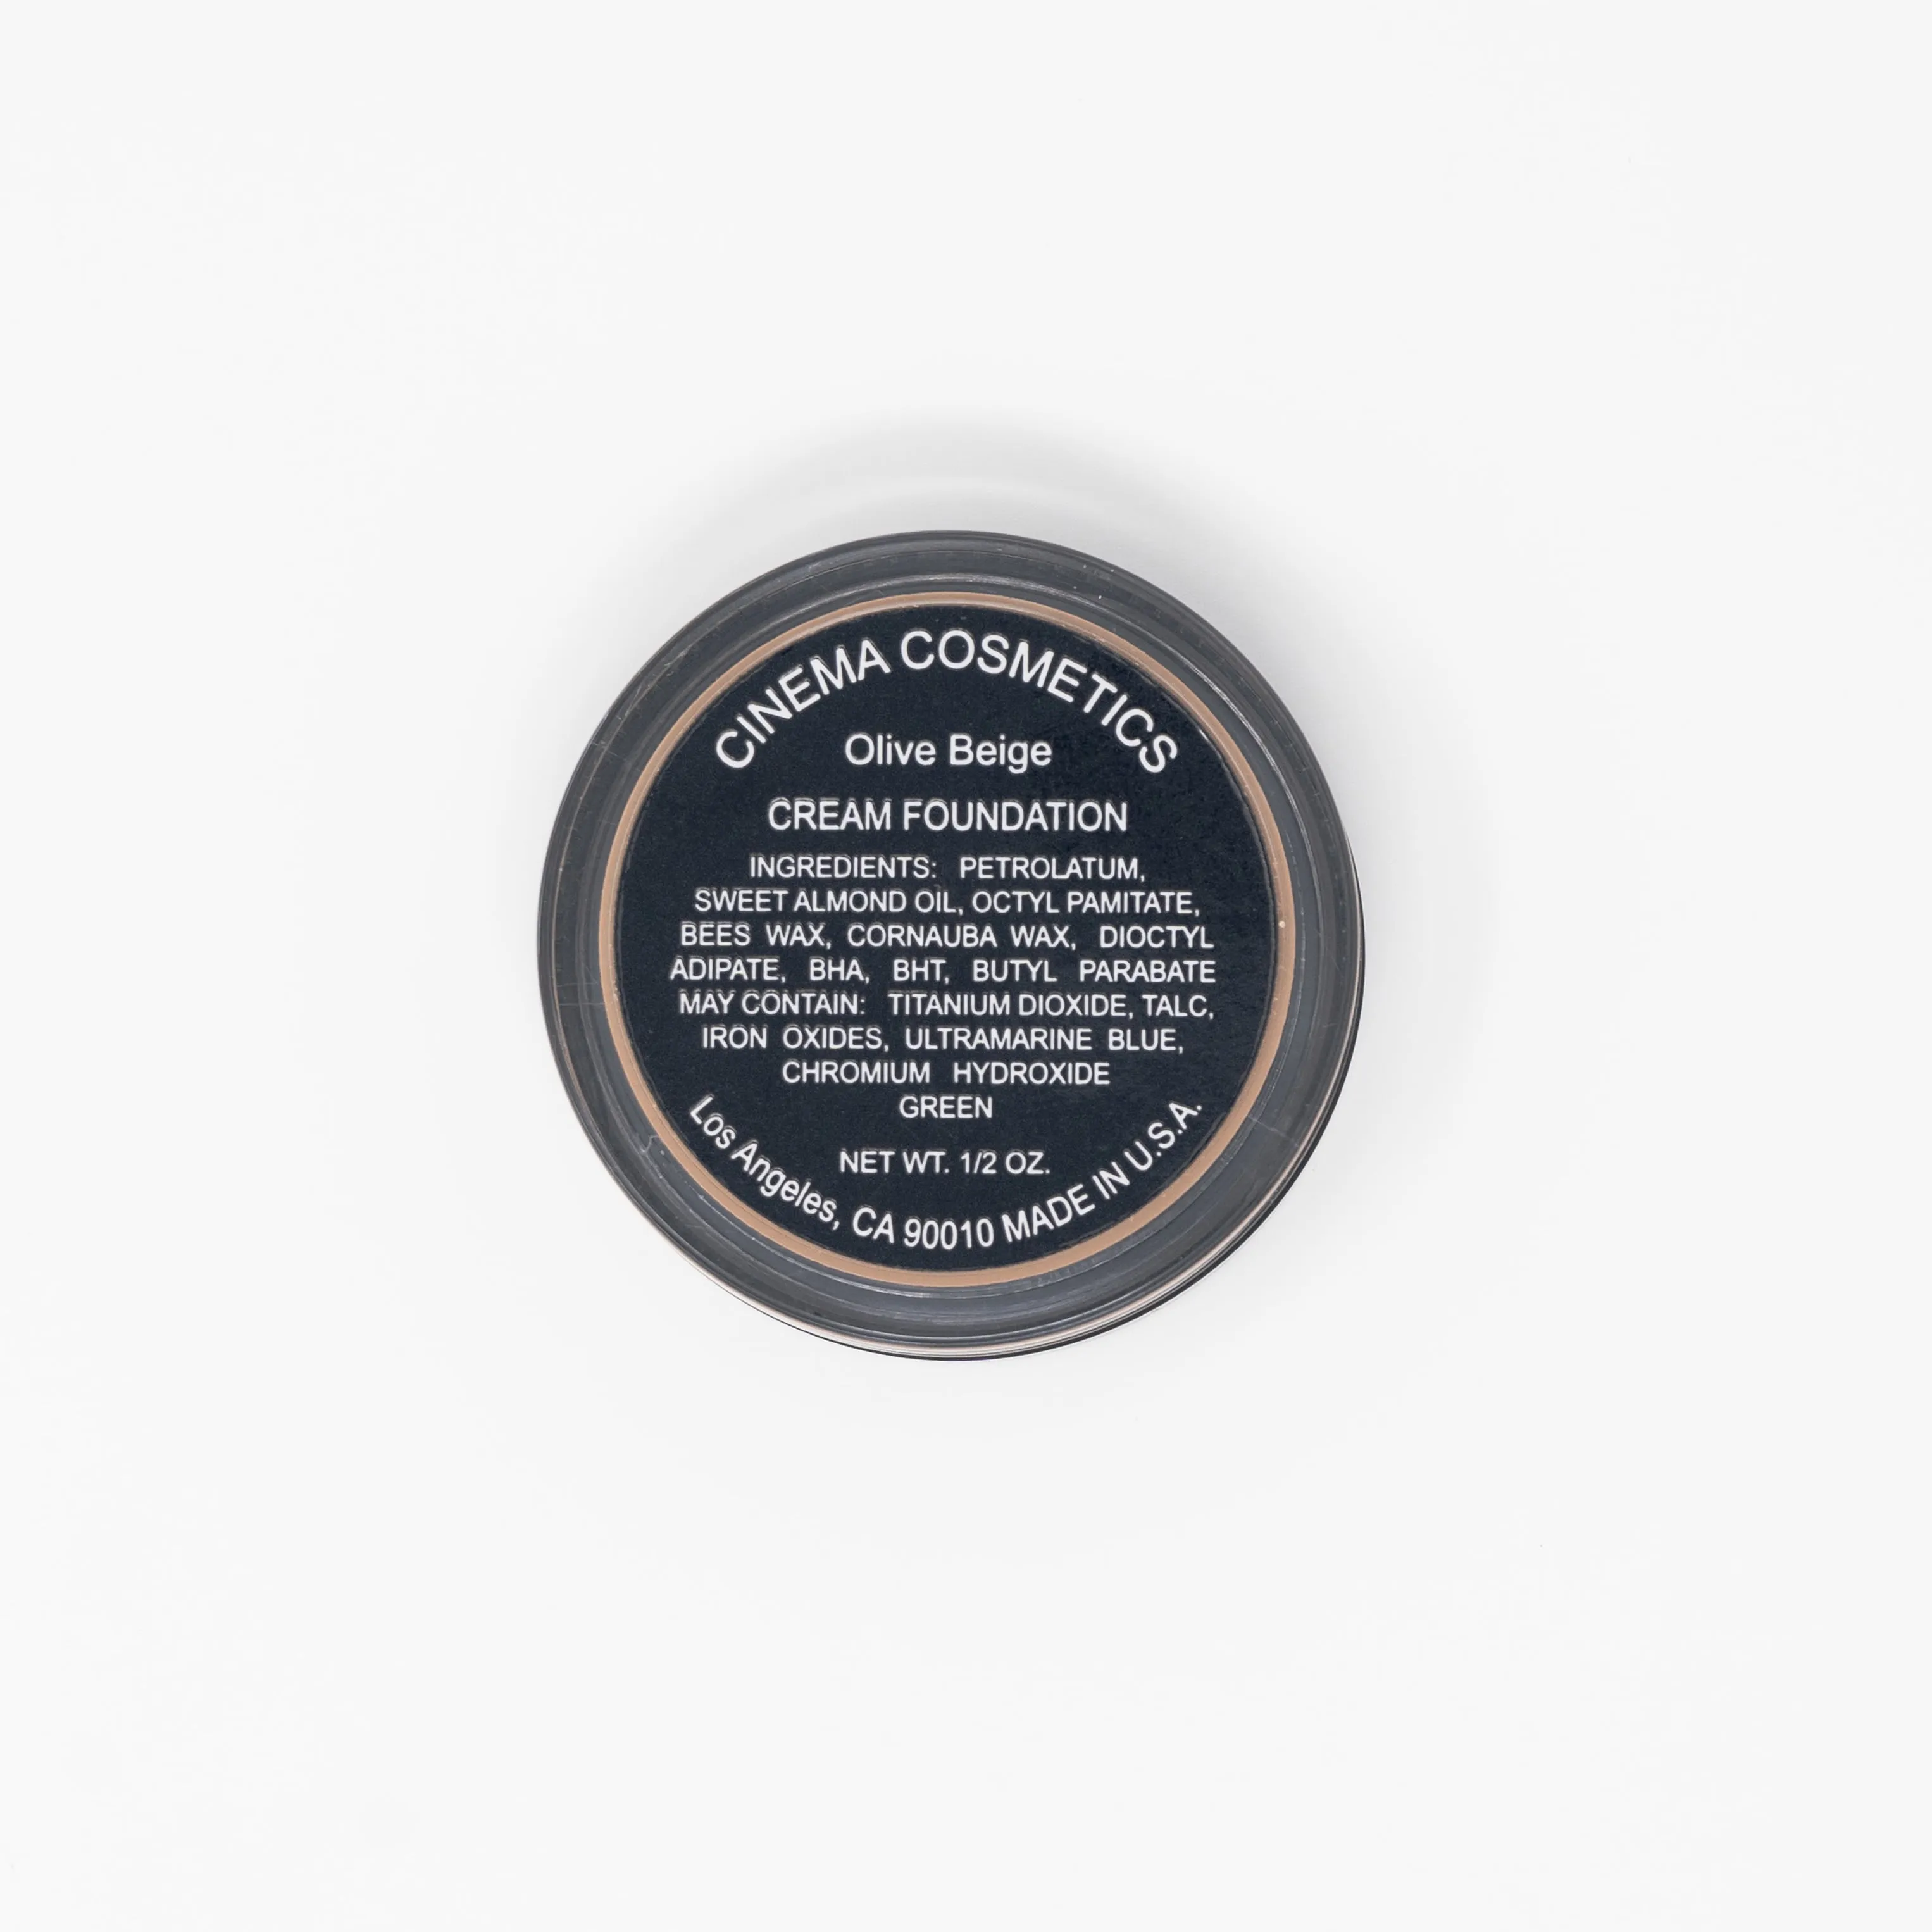 CINEMA COSMETICS
Olive Beige
CREAM FOUNDATION
INGREDIENTS: PETROLATUM,
SWEET ALMOND OIL, OCTYL PAMITATE,
BEES WAX, CORNAUBA WAX, DIOCTYL
ADIPATE, BHA, BHT, BUTYL PARABATE
MAY CONTAIN: TITANIUM DIOXIDE, TALC,
IRON OXIDES, ULTRAMARINE BLUE,
CHROMIUM HYDROXIDE
GREEN
NET WT. 1/2 OZ.
Los Angeles, CA 90010 MADE IN U.S.A.